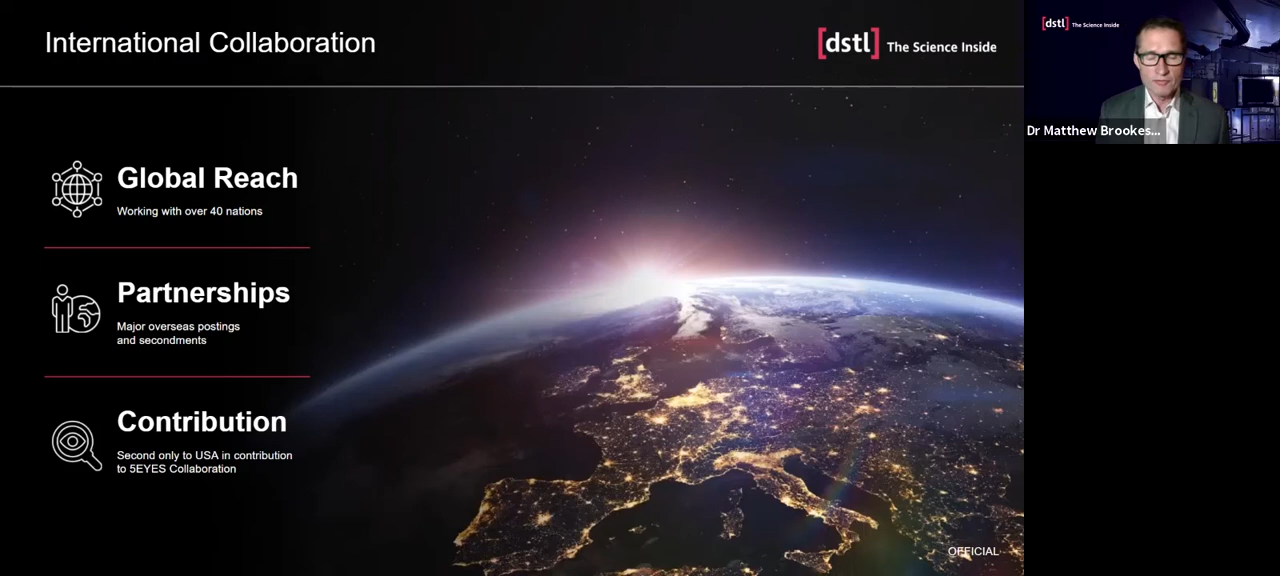 International Collaboration
[dstl] The Science Inside
[dstl] The Science Inside
Dr Matthew Brookes...
Global Reach
Working with over 40 nations
Partnerships
Major overseas postings
and secondments
Contribution
Second only to USA in contribution
to 5EYES Collaboration
OFFICIAL